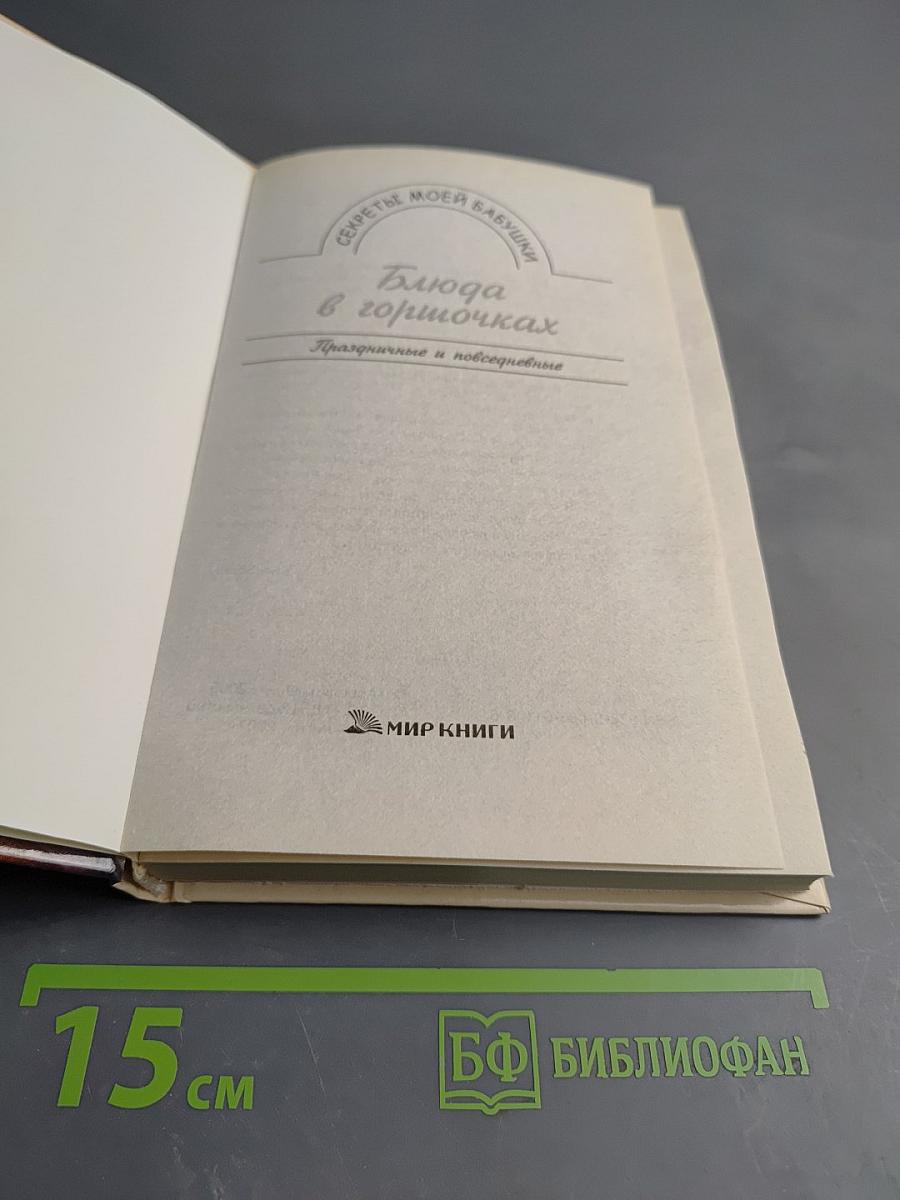 СЕКРЕТЫ МОЕЙ БАБУШКИ
Блюда
в горшочках
Праздничные и повседневные
МИР КНИГИ
15 см
БФ БИБЛИОФАН